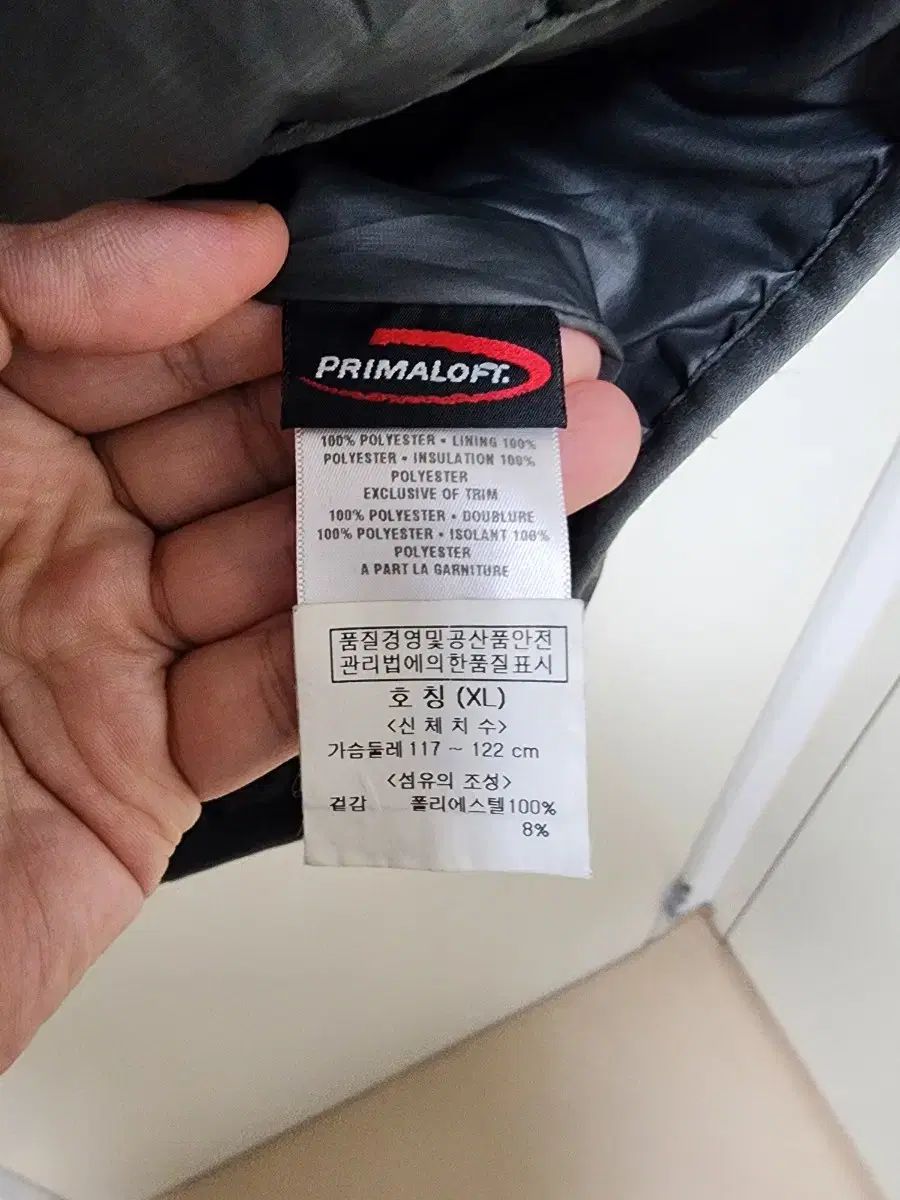 PRIMALOFT.
100% POLYESTER • LINING 100%
POLYESTER • INSULATION 100%
POLYESTER
EXCLUSIVE OF TRIM
100% POLYESTER • DOUBLURE
100% POLYESTER • ISOLANT 100%
POLYESTER
A PART LA GARNITURE
품질경영및공산품안전
관리법에의한품질표시
호 칭 (XL)
<신 체 치 수>
가슴둘레 117 ~ 122 cm
<섬유의 조성>
겉감 폴리에스텔100%
8%